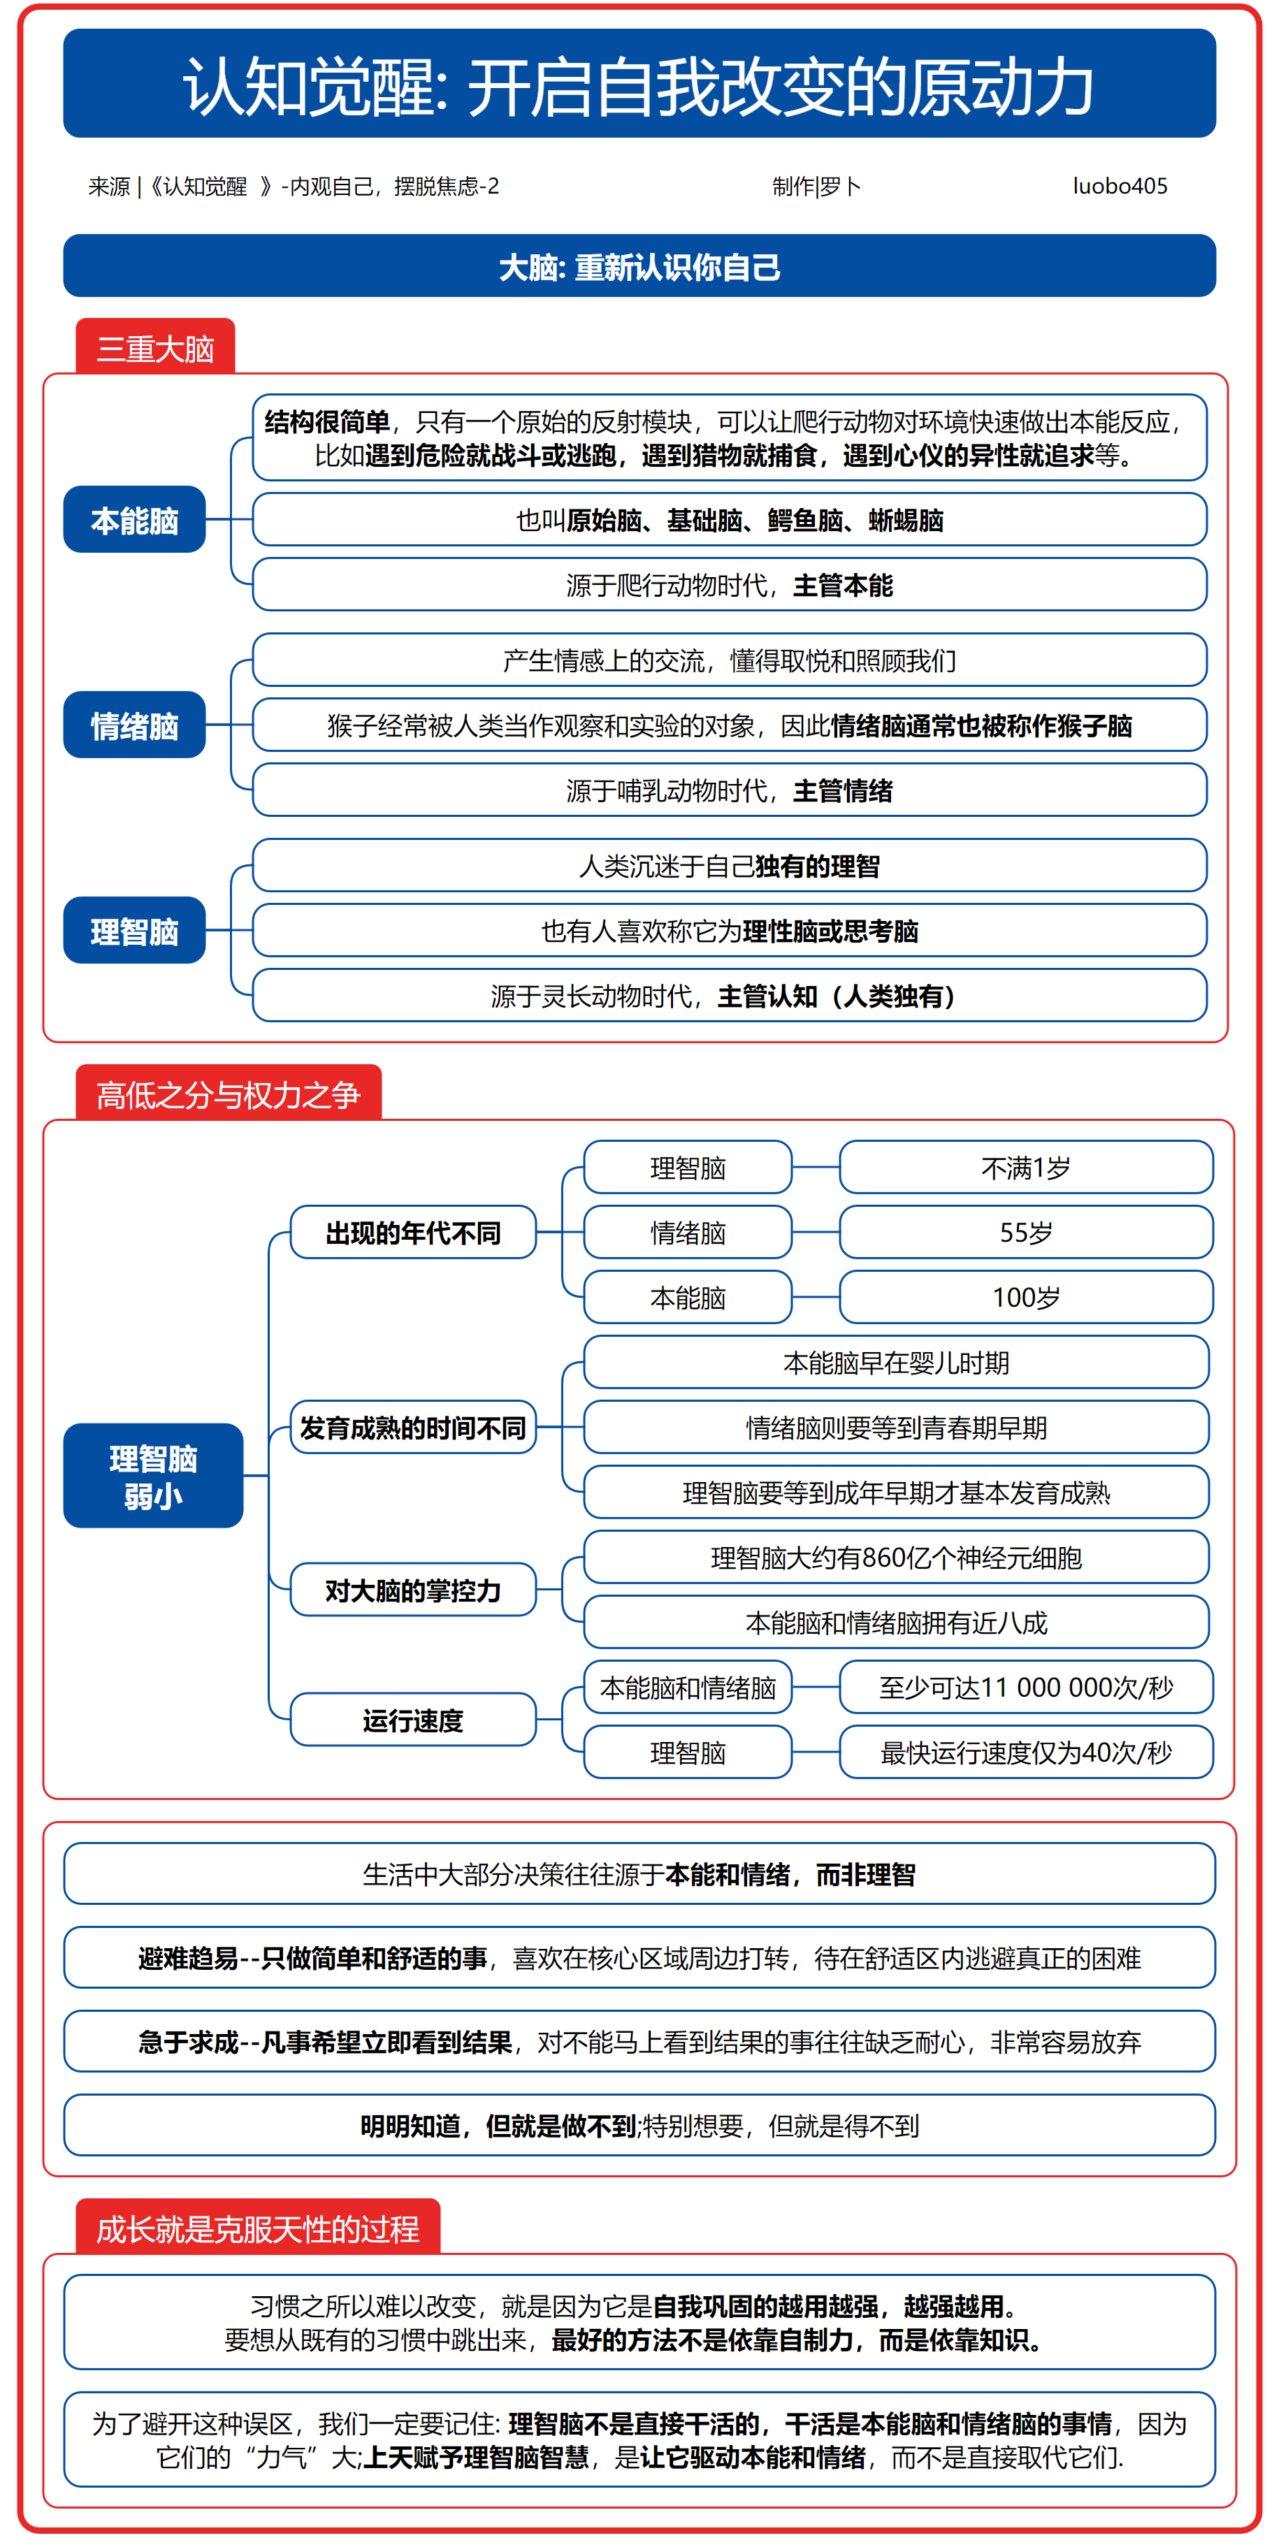 认知觉醒: 开启自我改变的原动力
来源 |《认知觉醒 》-内观自己，摆脱焦虑-2
制作|罗卜
luobo405
大脑: 重新认识你自己
三重大脑
本能脑
结构很简单，只有一个原始的反射模块，可以让爬行动物对环境快速做出本能反应，
比如遇到危险就战斗或逃跑，遇到猎物就捕食，遇到心仪的异性就追求等。
也叫原始脑、基础脑、鳄鱼脑、蜥蜴脑
源于爬行动物时代，主管本能
情绪脑
产生情感上的交流，懂得取悦和照顾我们
猴子经常被人类当作观察和实验的对象，因此情绪脑通常也被称作猴子脑
源于哺乳动物时代，主管情绪
理智脑
人类沉迷于自己独有的理智
也有人喜欢称它为理性脑或思考脑
源于灵长动物时代，主管认知（人类独有）
高低之分与权力之争
理智脑
弱小
出现的年代不同
理智脑
不满1岁
情绪脑
55岁
本能脑
100岁
发育成熟的时间不同
本能脑早在婴儿时期
情绪脑则要等到青春期早期
理智脑要等到成年早期才基本发育成熟
对大脑的掌控力
理智脑大约有860亿个神经元细胞
本能脑和情绪脑拥有近八成
运行速度
本能脑和情绪脑
至少可达11 000 000次/秒
理智脑
最快运行速度仅为40次/秒
生活中大部分决策往往源于本能和情绪，而非理智
避难趋易--只做简单和舒适的事，喜欢在核心区域周边打转，待在舒适区内逃避真正的困难
急于求成--凡事希望立即看到结果，对不能马上看到结果的事往往缺乏耐心，非常容易放弃
明明知道，但就是做不到;特别想要，但就是得不到
成长就是克服天性的过程
习惯之所以难以改变，就是因为它是自我巩固的越用越强，越强越用。
要想从既有的习惯中跳出来，最好的方法不是依靠自制力，而是依靠知识。
为了避开这种误区，我们一定要记住: 理智脑不是直接干活的，干活是本能脑和情绪脑的事情，因为
它们的“力气”大;上天赋予理智脑智慧，是让它驱动本能和情绪，而不是直接取代它们.